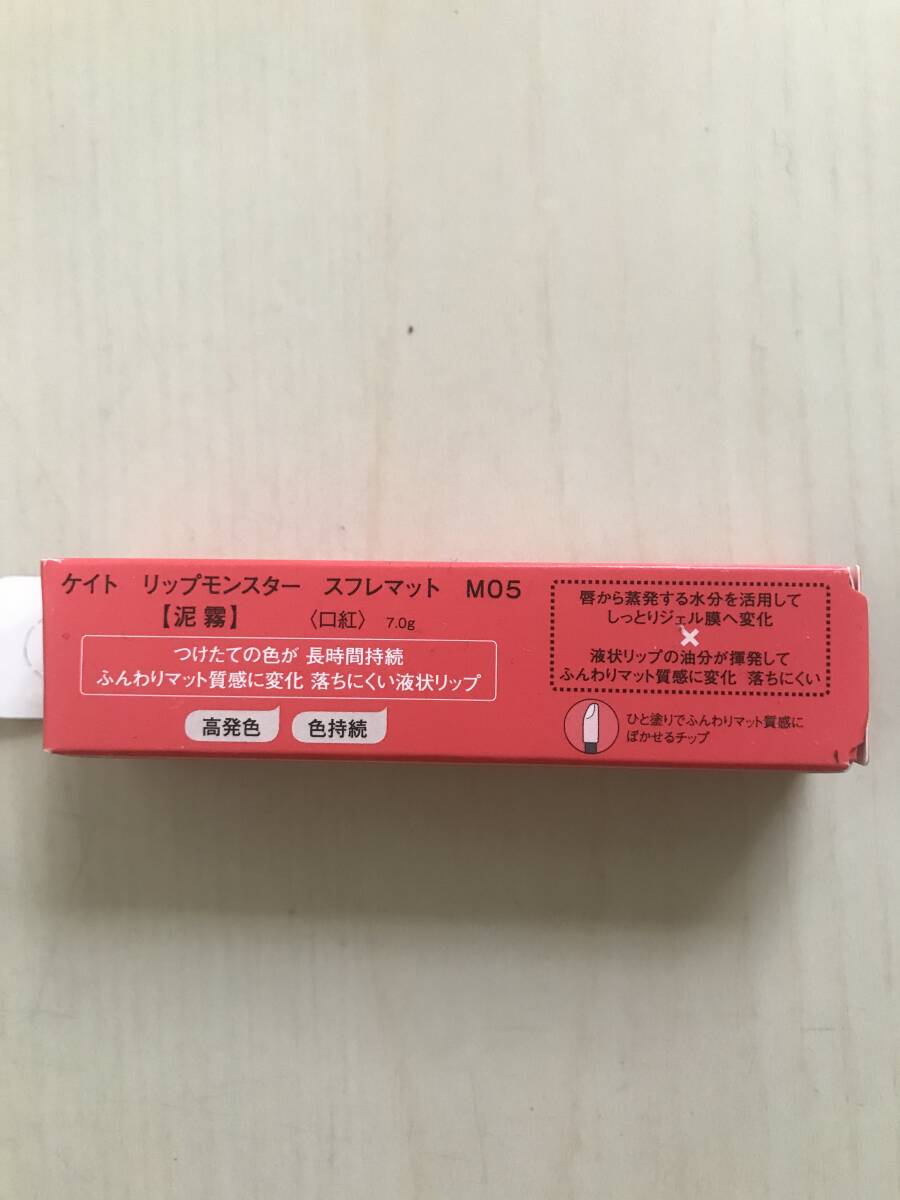 ケイト リップモンスター スフレマット M05
【泥霧】 〈口紅〉 7.0g
つけたての色が 長時間持続
ふんわりマット質感に変化 落ちにくい液状リップ
高発色 色持続
唇から蒸発する水分を活用して
しっとりジェル膜へ変化
×
液状リップの油分が揮発して
ふんわりマット質感に変化 落ちにくい
ひと塗りでふんわりマット質感に
ぼかせるチップ